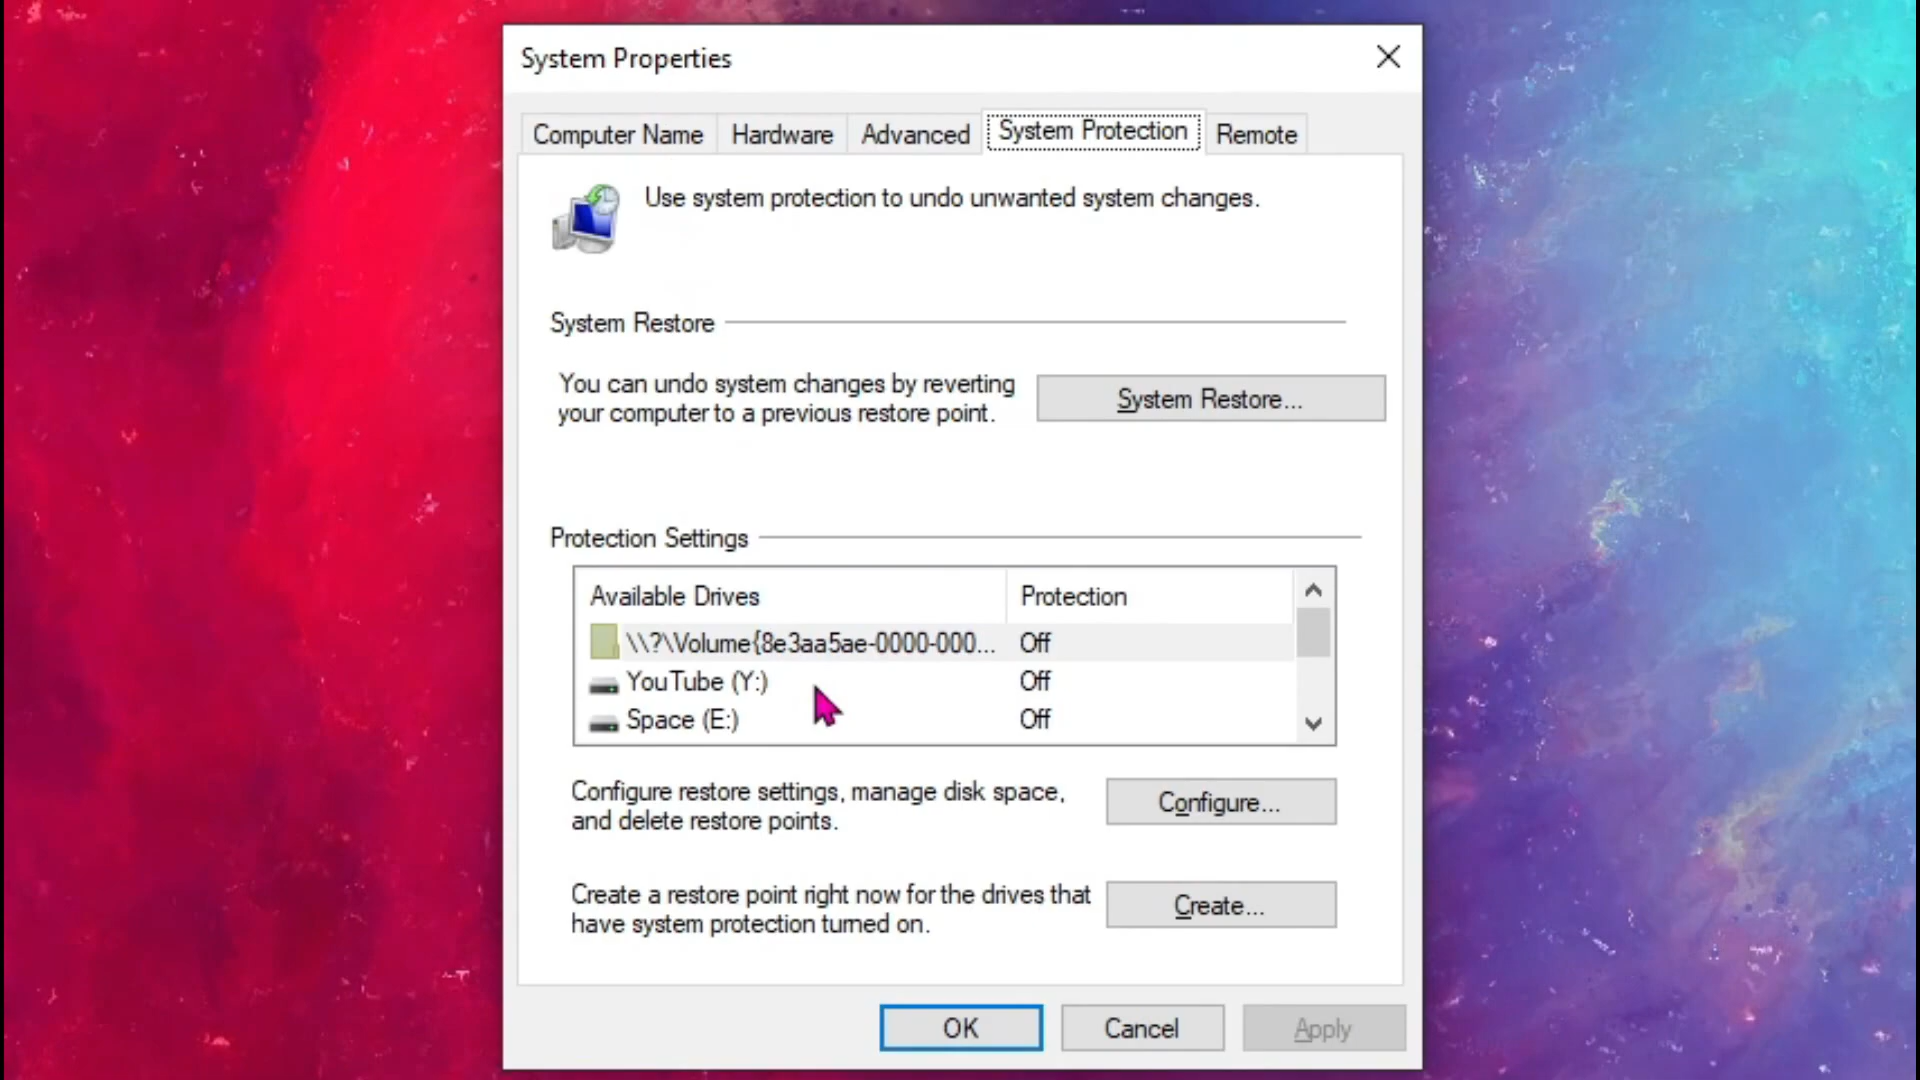 System Properties
Computer Name Hardware Advanced System Protection Remote
Use system protection to undo unwanted system changes.
System Restore
You can undo system changes by reverting
your computer to a previous restore point.
System Restore...
Protection Settings
Available Drives Protection
\\?\Volume{8e3aa5ae-0000-000... Off
YouTube (Y:) Off
Space (E:) Off
Configure restore settings, manage disk space,
and delete restore points.
Configure...
Create a restore point right now for the drives that
have system protection turned on.
Create...
OK Cancel Apply